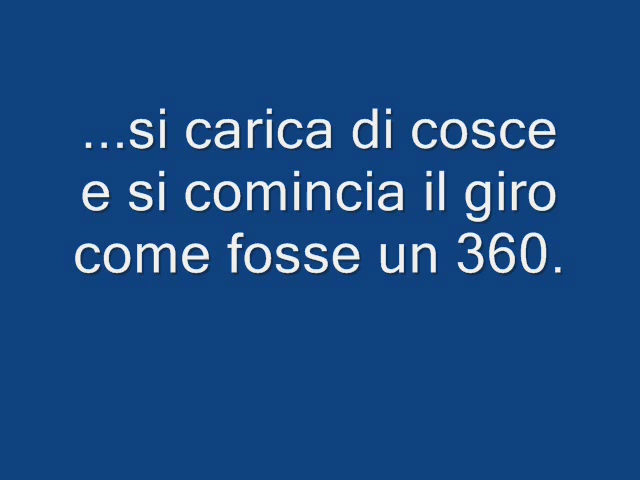 ...si carica di cosce
e si comincia il giro
come fosse un 360.